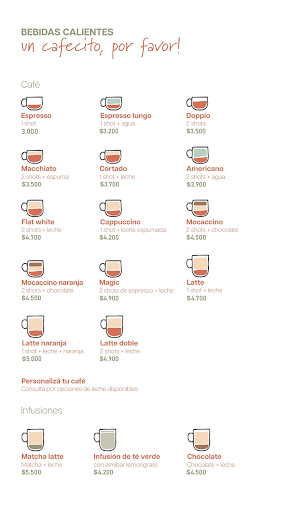 BEBIDAS CALIENTES
un cafecito, por favor!
Café
Espresso
1 shot
3.000
Espresso lungo
1 shot + agua
$3.200
Doppio
2 shots
$3.500
Macchiato
2 shots + espuma
$3.500
Cortado
1 shot + leche
$3.700
Americano
2 shots + agua
$3.900
Flat white
2 shots + leche
$4.700
Cappuccino
1 shot + leche espumada
$4.200
Mocaccino
2 shots + chocolate
$4.500
Mocaccino naranja
2 shots + chocolate
$4.500
Magic
2 shots de espresso + leche
$4.900
Latte
1 shot + leche
$4.700
Latte naranja
1 shot + leche + naranja
$5.000
Latte doble
2 shots + leche
$4.900
Personalizá tu café
Consultá por opciones de leche disponibles
Infusiones
Matcha latte
Matcha + leche
$5.500
Infusión de té verde
con almíbar lemongrass
$4.200
Chocolate
Chocolate + leche
$4.500